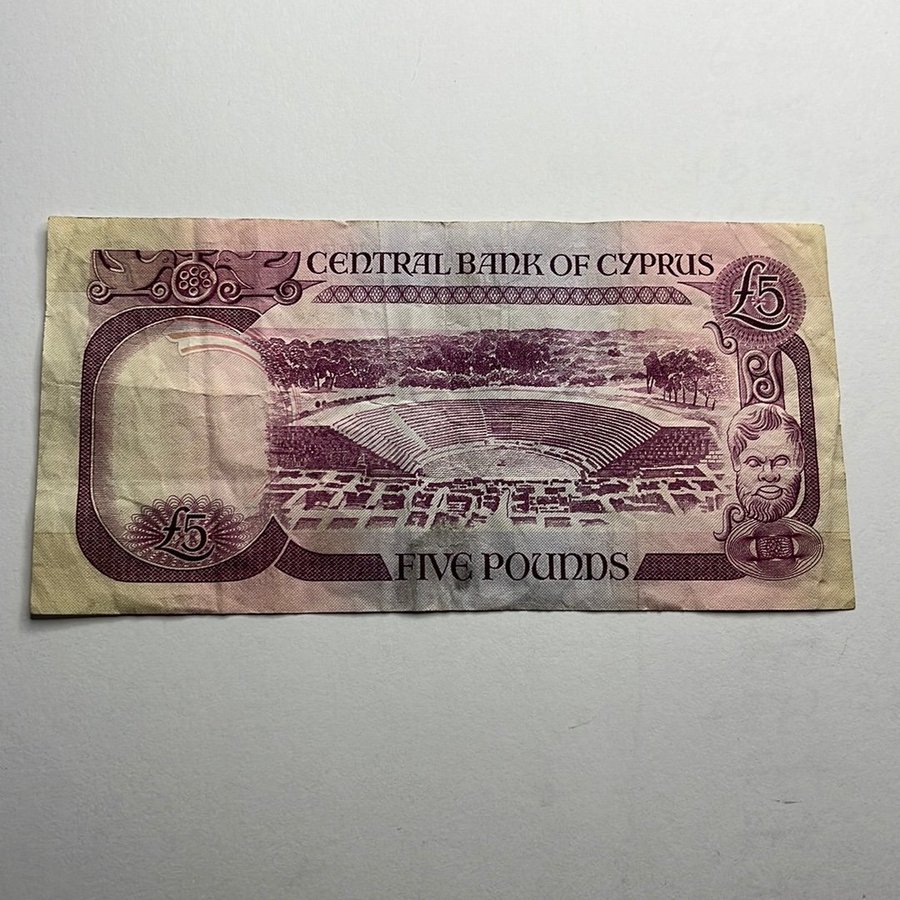 CENTRAL BANK OF CYPRUS
£5
£5
FIVE POUNDS